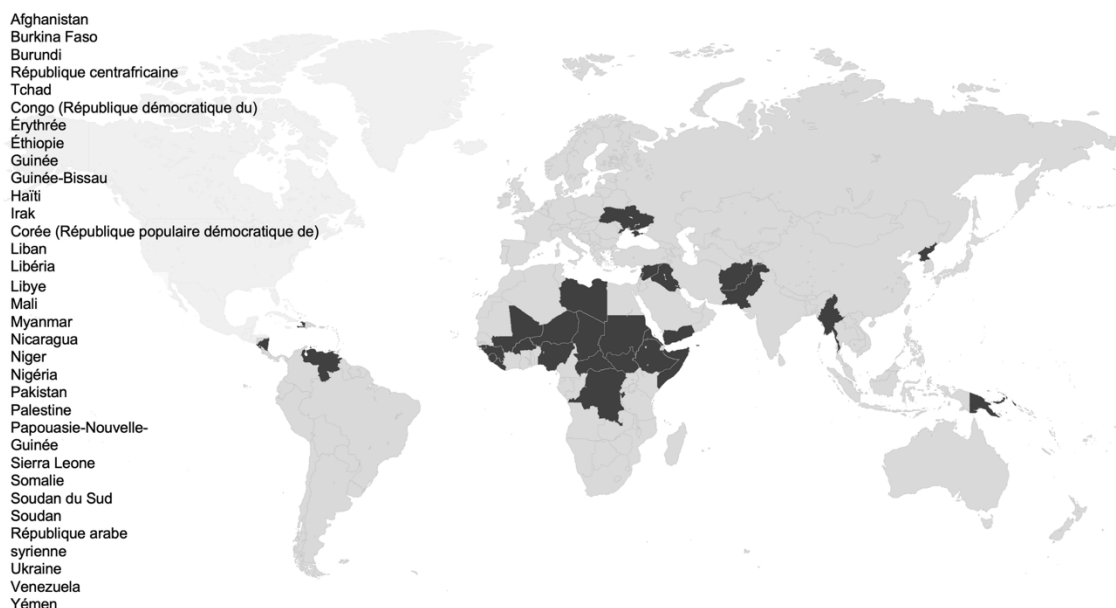 Afghanistan
Burkina Faso
Burundi
République centrafricaine
Tchad
Congo (République démocratique du)
Érythrée
Éthiopie
Guinée
Guinée-Bissau
Haïti
Irak
Corée (République populaire démocratique de)
Liban
Libéria
Libye
Mali
Myanmar
Nicaragua
Niger
Nigéria
Pakistan
Palestine
Papouasie-Nouvelle-
Guinée
Sierra Leone
Somalie
Soudan du Sud
Soudan
République arabe
syrienne
Ukraine
Venezuela
Yémen